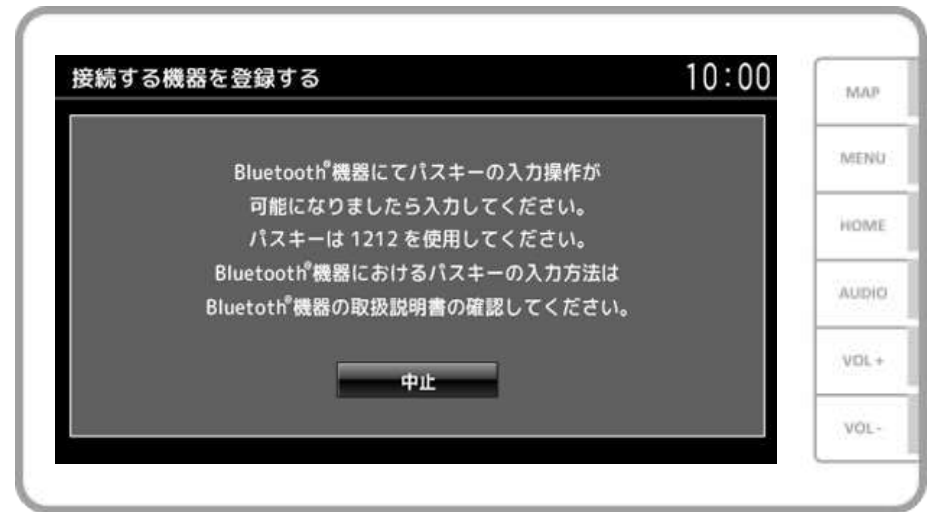 接続する機器を登録する
10:00
Bluetooth®機器にてパスキーの入力操作が
可能になりましたら入力してください。
パスキーは 1212 を使用してください。
Bluetooth®機器におけるパスキーの入力方法は
Bluetoth®機器の取扱説明書の確認してください。
中止
MAP
MENU
HOME
AUDIO
VOL +
VOL -